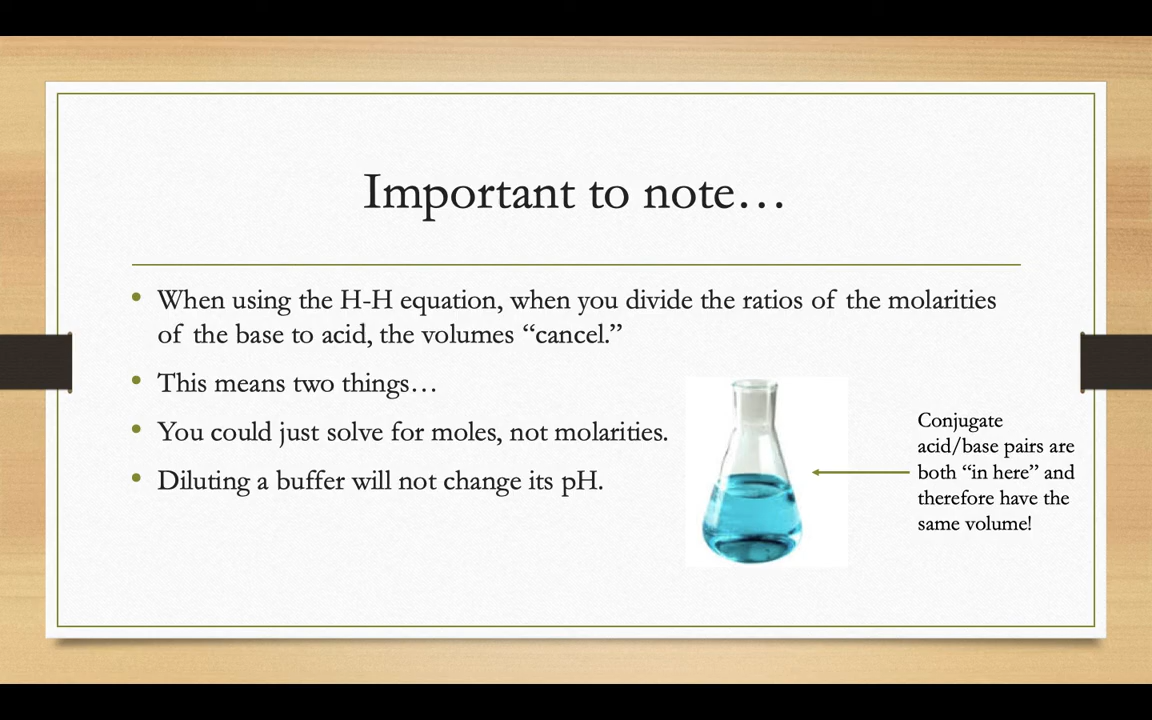 Important to note…
When using the H-H equation, when you divide the ratios of the molarities
of the base to acid, the volumes “cancel.”
This means two things…
You could just solve for moles, not molarities.
Diluting a buffer will not change its pH.
Conjugate
acid/base pairs are
both “in here” and
therefore have the
same volume!